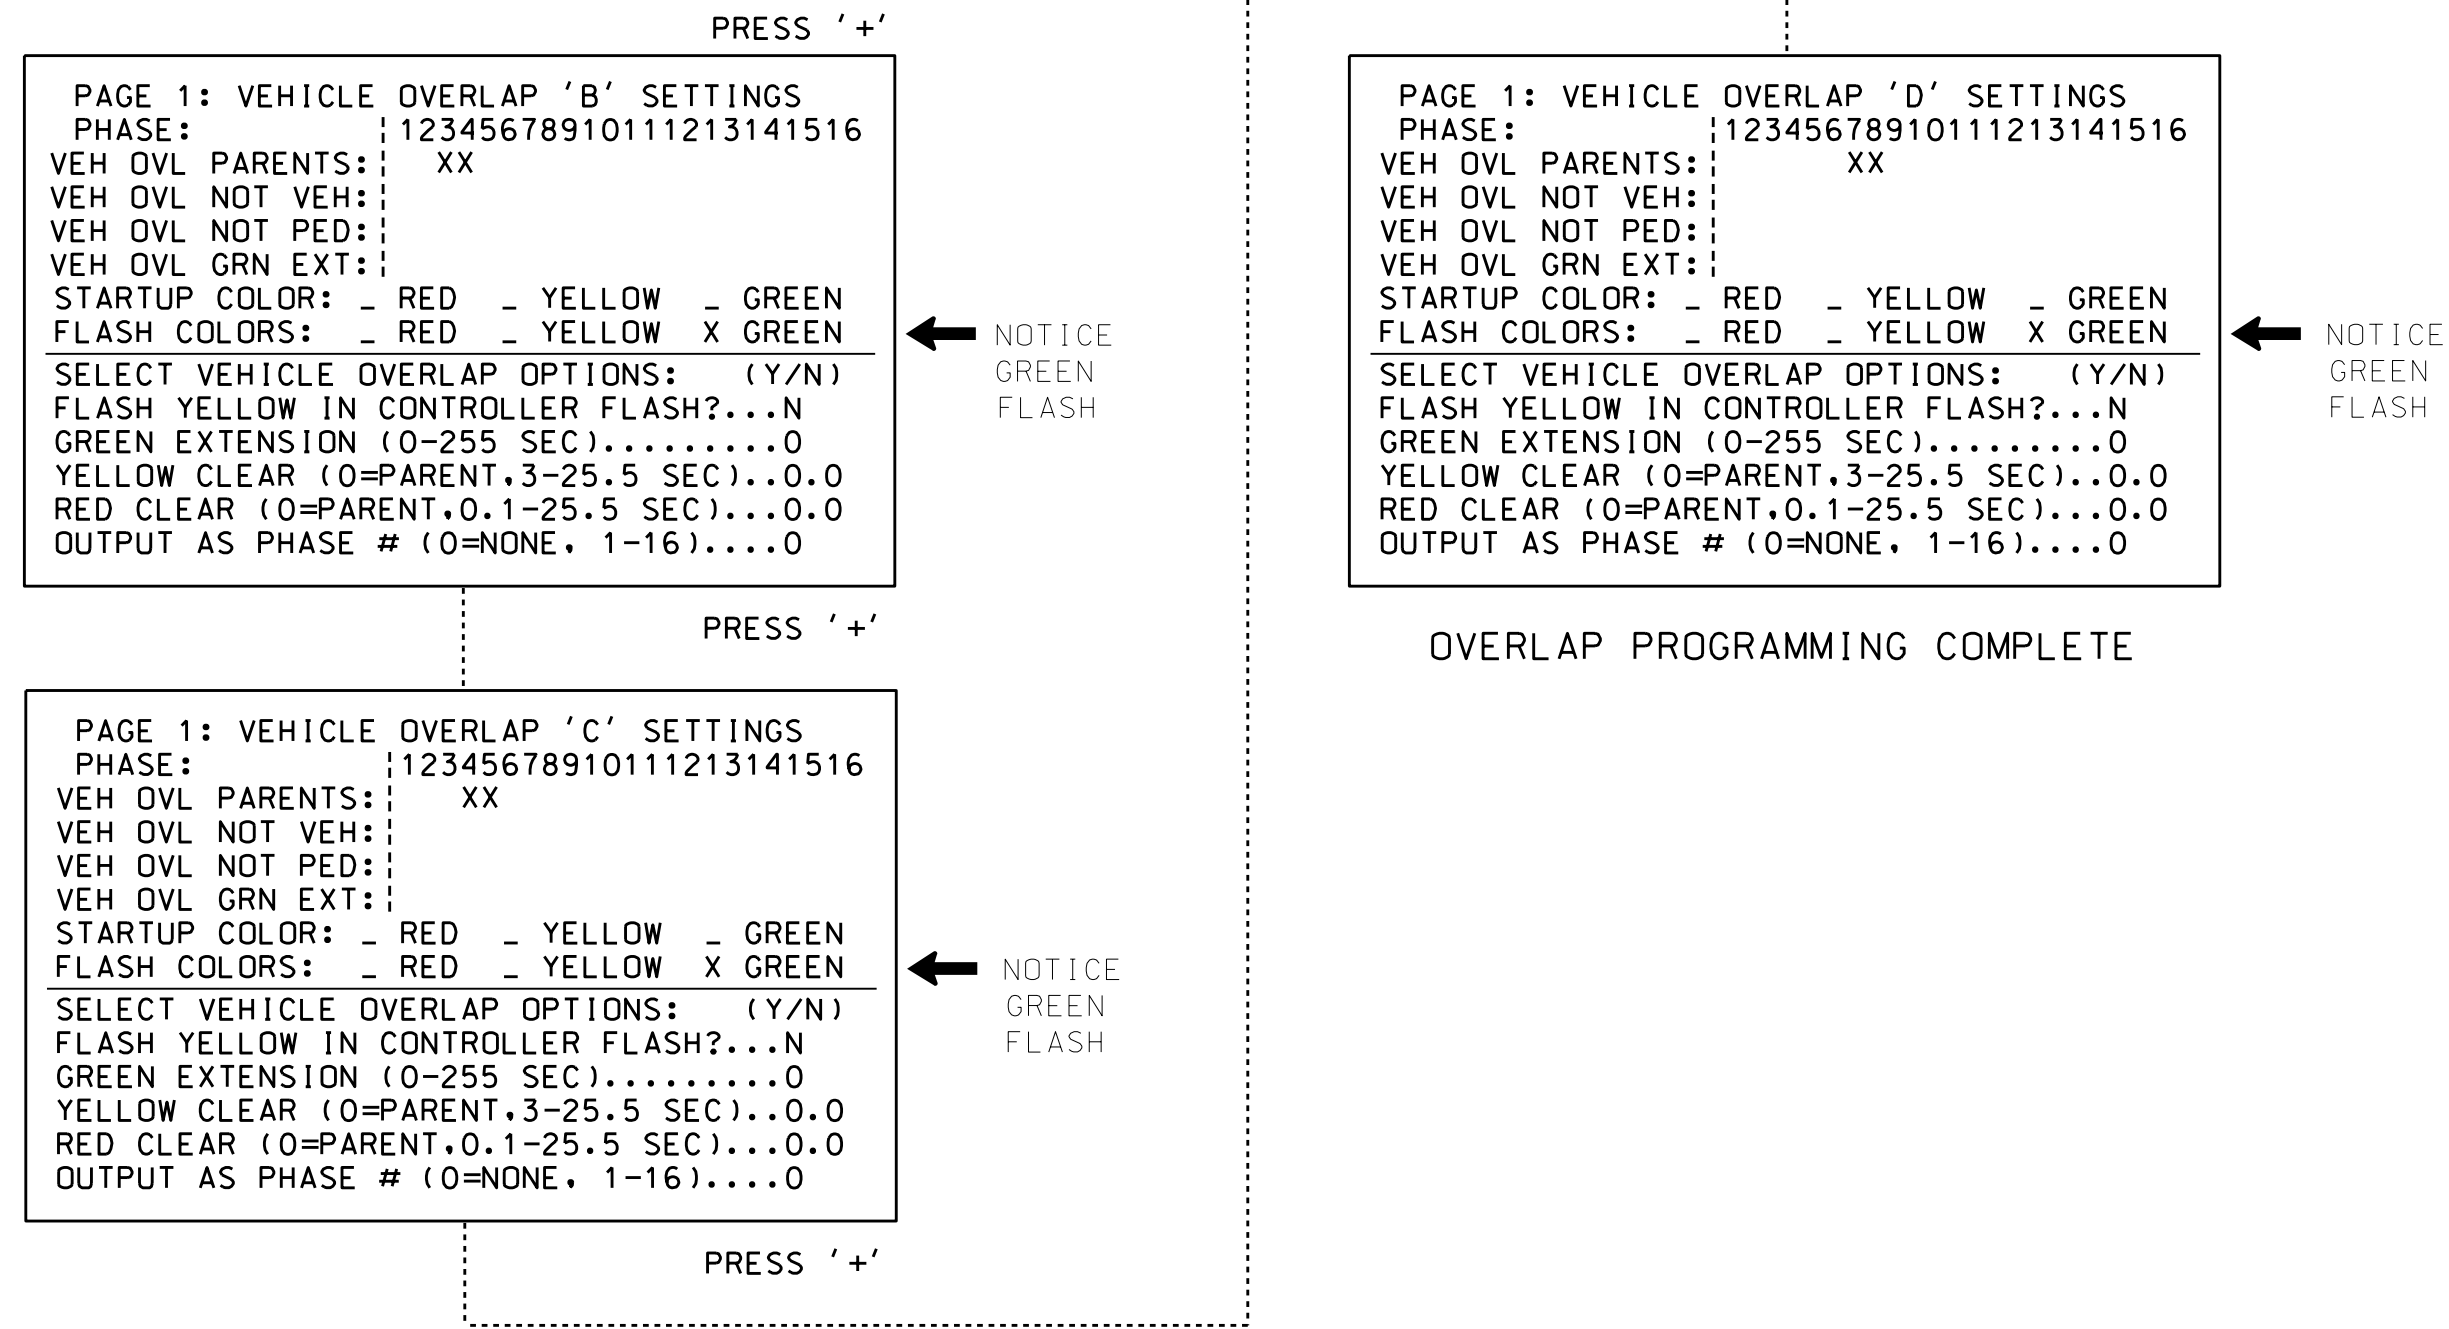 PRESS '+'
PAGE 1: VEHICLE OVERLAP 'B' SETTINGS
PHASE: 12345678910111213141516
VEH OVL PARENTS: XX
VEH OVL NOT VEH:
VEH OVL NOT PED:
VEH OVL GRN EXT:
STARTUP COLOR: _ RED _ YELLOW _ GREEN
FLASH COLORS: _ RED _ YELLOW X GREEN
SELECT VEHICLE OVERLAP OPTIONS: (Y/N)
FLASH YELLOW IN CONTROLLER FLASH?...N
GREEN EXTENSION (0-255 SEC).........0
YELLOW CLEAR (0=PARENT,3-25.5 SEC)..0.0
RED CLEAR (0=PARENT,0.1-25.5 SEC)...0.0
OUTPUT AS PHASE # (0=NONE, 1-16)....0
NOTICE
GREEN
FLASH
PRESS '+'
PAGE 1: VEHICLE OVERLAP 'C' SETTINGS
PHASE: 12345678910111213141516
VEH OVL PARENTS: XX
VEH OVL NOT VEH:
VEH OVL NOT PED:
VEH OVL GRN EXT:
STARTUP COLOR: _ RED _ YELLOW _ GREEN
FLASH COLORS: _ RED _ YELLOW X GREEN
SELECT VEHICLE OVERLAP OPTIONS: (Y/N)
FLASH YELLOW IN CONTROLLER FLASH?...N
GREEN EXTENSION (0-255 SEC).........0
YELLOW CLEAR (0=PARENT,3-25.5 SEC)..0.0
RED CLEAR (0=PARENT,0.1-25.5 SEC)...0.0
OUTPUT AS PHASE # (0=NONE, 1-16)....0
NOTICE
GREEN
FLASH
PRESS '+'
PAGE 1: VEHICLE OVERLAP 'D' SETTINGS
PHASE: 12345678910111213141516
VEH OVL PARENTS: XX
VEH OVL NOT VEH:
VEH OVL NOT PED:
VEH OVL GRN EXT:
STARTUP COLOR: _ RED _ YELLOW _ GREEN
FLASH COLORS: _ RED _ YELLOW X GREEN
SELECT VEHICLE OVERLAP OPTIONS: (Y/N)
FLASH YELLOW IN CONTROLLER FLASH?...N
GREEN EXTENSION (0-255 SEC).........0
YELLOW CLEAR (0=PARENT,3-25.5 SEC)..0.0
RED CLEAR (0=PARENT,0.1-25.5 SEC)...0.0
OUTPUT AS PHASE # (0=NONE, 1-16)....0
NOTICE
GREEN
FLASH
OVERLAP PROGRAMMING COMPLETE